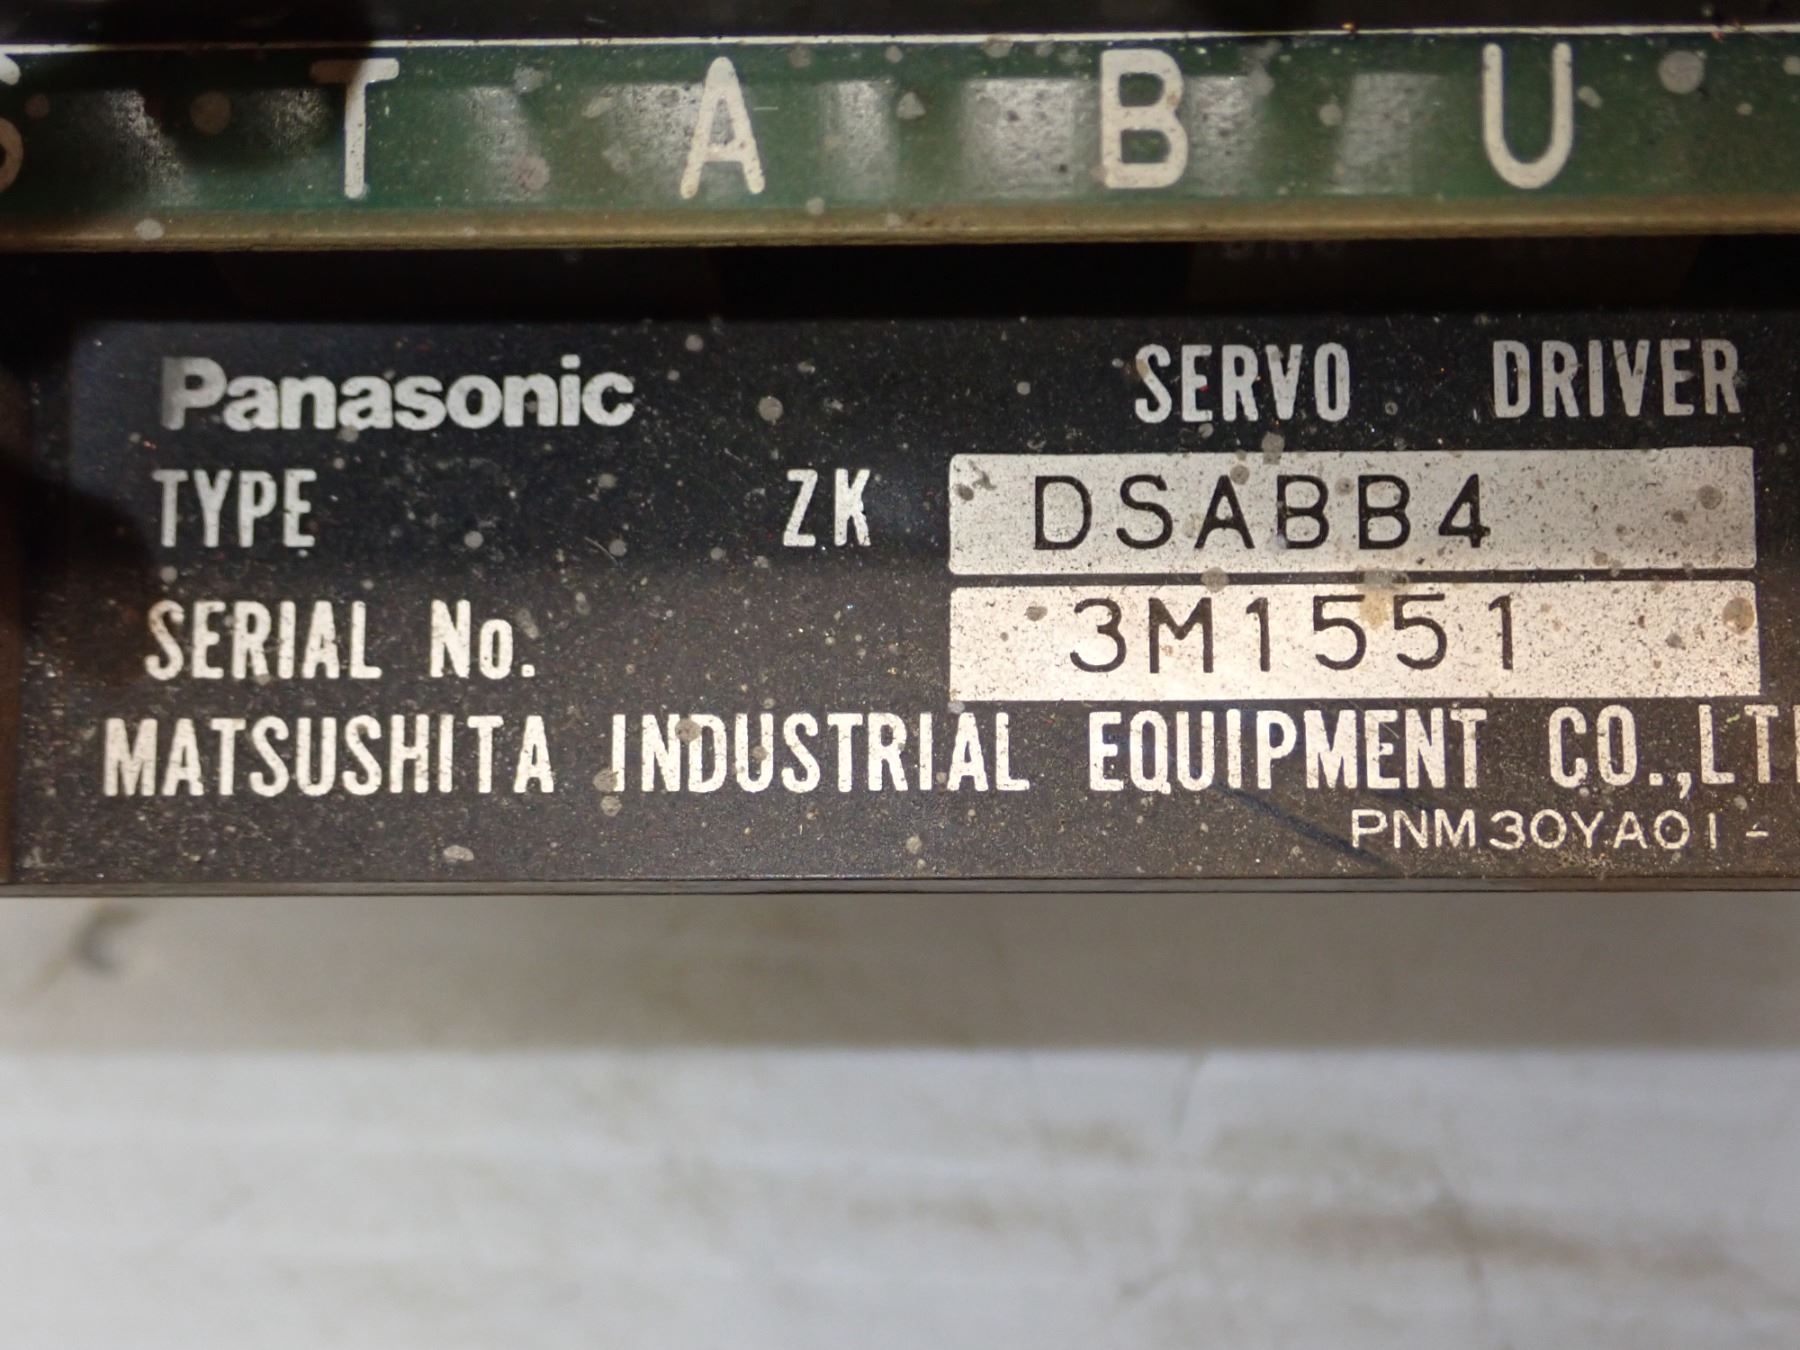 S T A B U
Panasonic SERVO DRIVER
TYPE ZK DSABB4
SERIAL No. 3M1551
MATSUSHITA INDUSTRIAL EQUIPMENT CO.,LT
PNM30YA01-